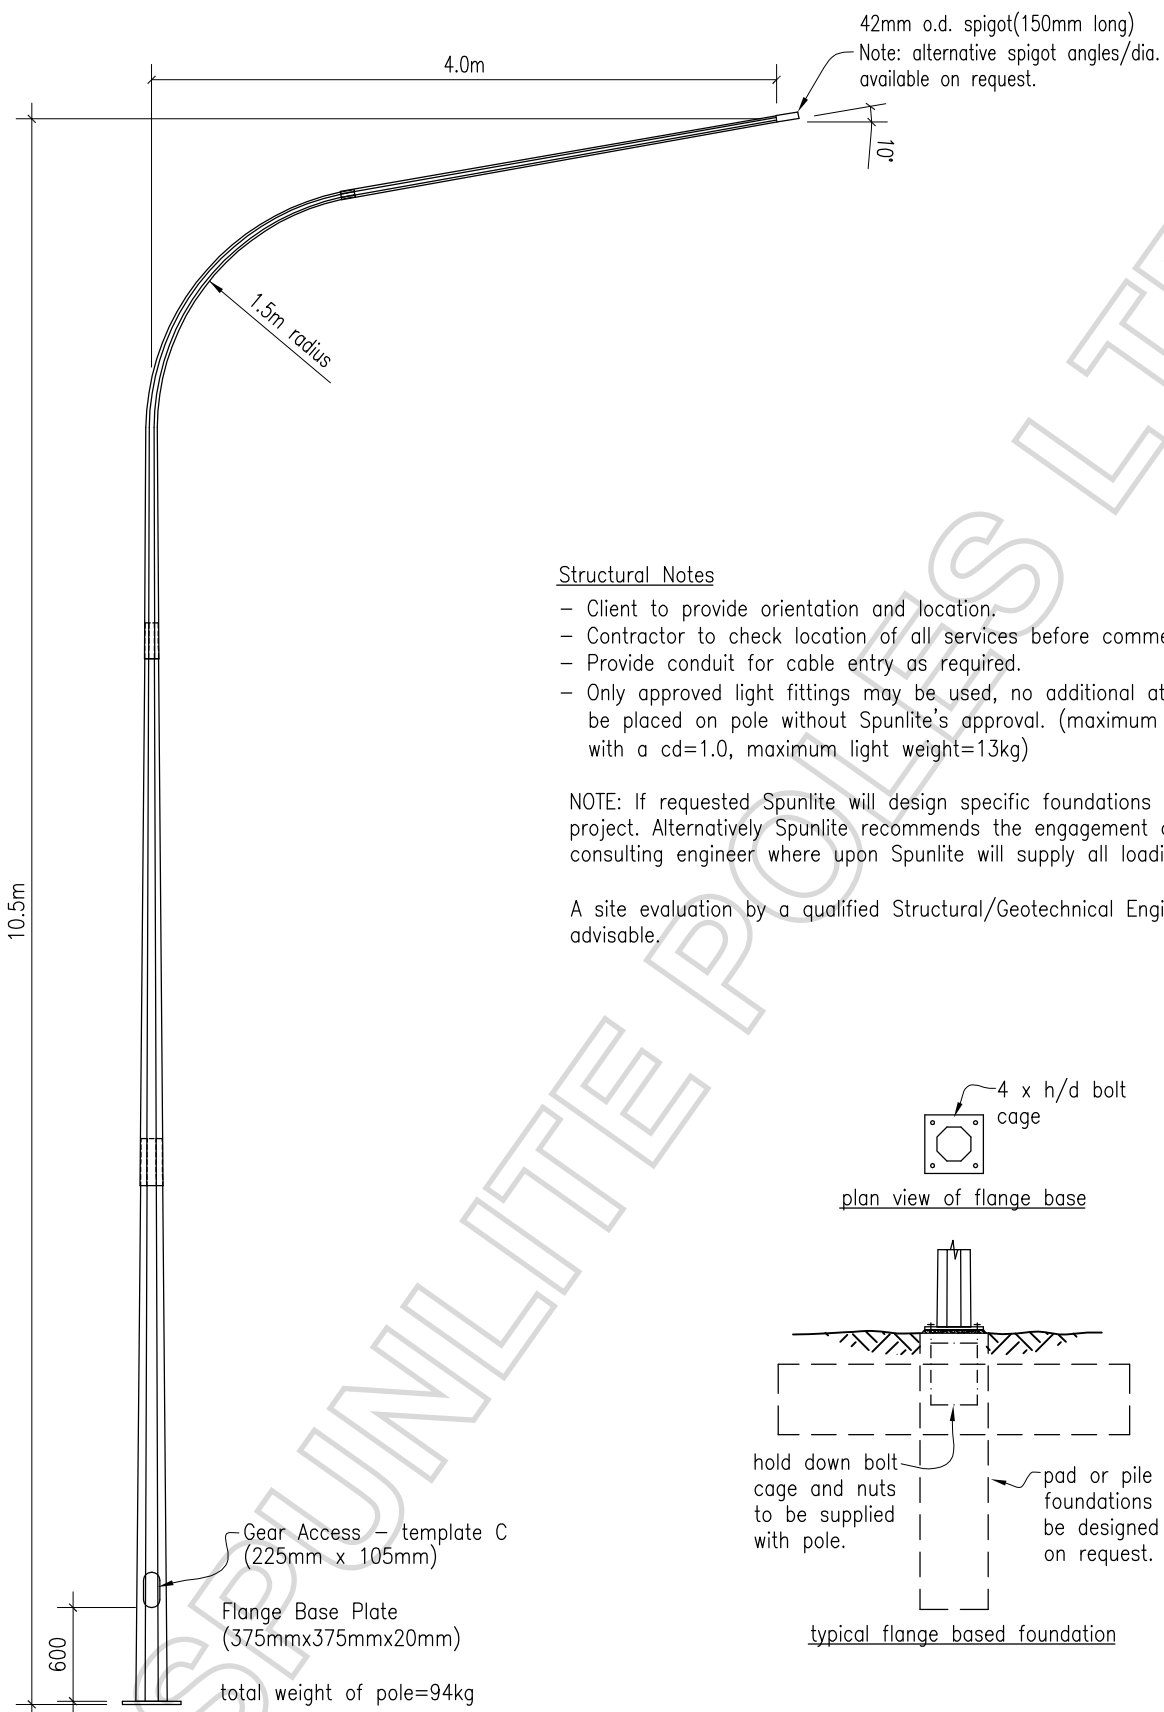 42mm o.d. spigot(150mm long)
Note: alternative spigot angles/dia.
available on request.
4.0m
10°
1.5m radius
Structural Notes
– Client to provide orientation and location.
– Contractor to check location of all services before
– Provide conduit for cable entry as required.
– Only approved light fittings may be used, no additional
be placed on pole without Spunlite's approval. (maximum
with a cd=1.0, maximum light weight=13kg)
NOTE: If requested Spunlite will design specific foundations
project. Alternatively Spunlite recommends the engagement
consulting engineer where upon Spunlite will supply all
A site evaluation by a qualified Structural/Geotechnical
advisable.
10.5m
4 x h/d bolt
cage
plan view of flange base
hold down bolt
cage and nuts
to be supplied
with pole.
pad or pile
foundations
be designed
on request.
typical flange based foundation
Gear Access – template C
(225mm x 105mm)
Flange Base Plate
(375mmx375mmx20mm)
600
total weight of pole=94kg
SPUNLITE POLES